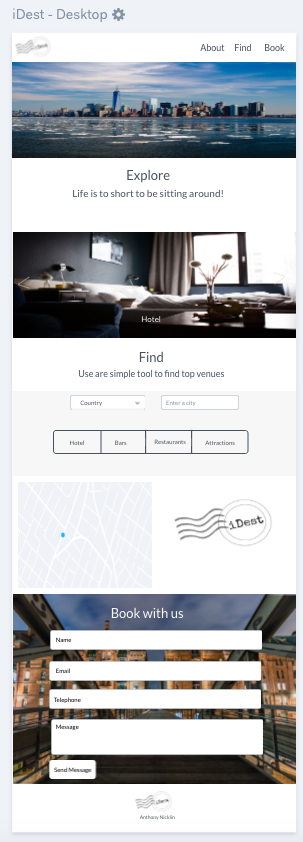 iDest - Desktop
iDest
About Find Book
Explore
Life is to short to be sitting around!
Hotel
Find
Use are simple tool to find top venues
Country Enter a city
Hotel Bars Restaurants Attractions
iDest
Book with us
Name
Email
Telephone
Message
Send Message
iDest
Anthony Nicklin